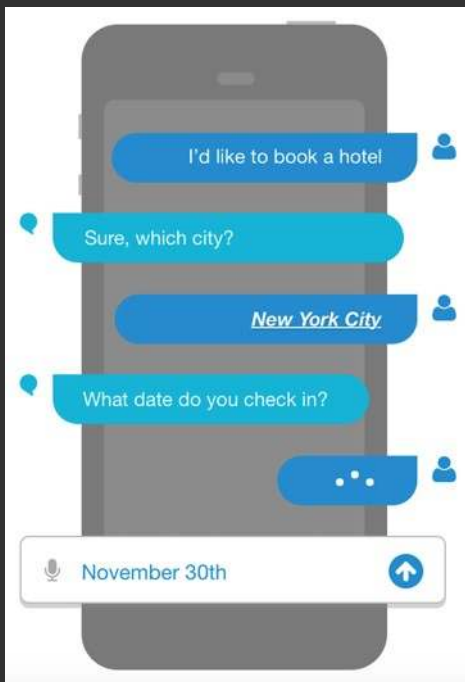 I'd like to book a hotel
Sure, which city?
New York City
What date do you check in?
November 30th